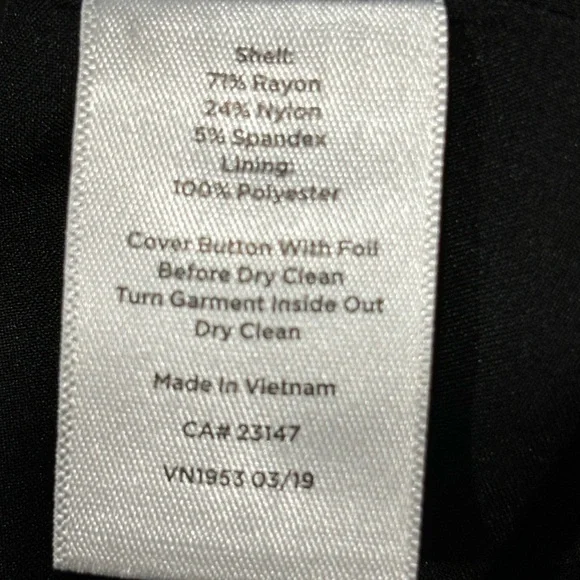 Shell:
71% Rayon
24% Nylon
5% Spandex
Lining:
100% Polyester
Cover Button With Foil
Before Dry Clean
Turn Garment Inside Out
Dry Clean
Made In Vietnam
CA# 23147
VN1953 03/19